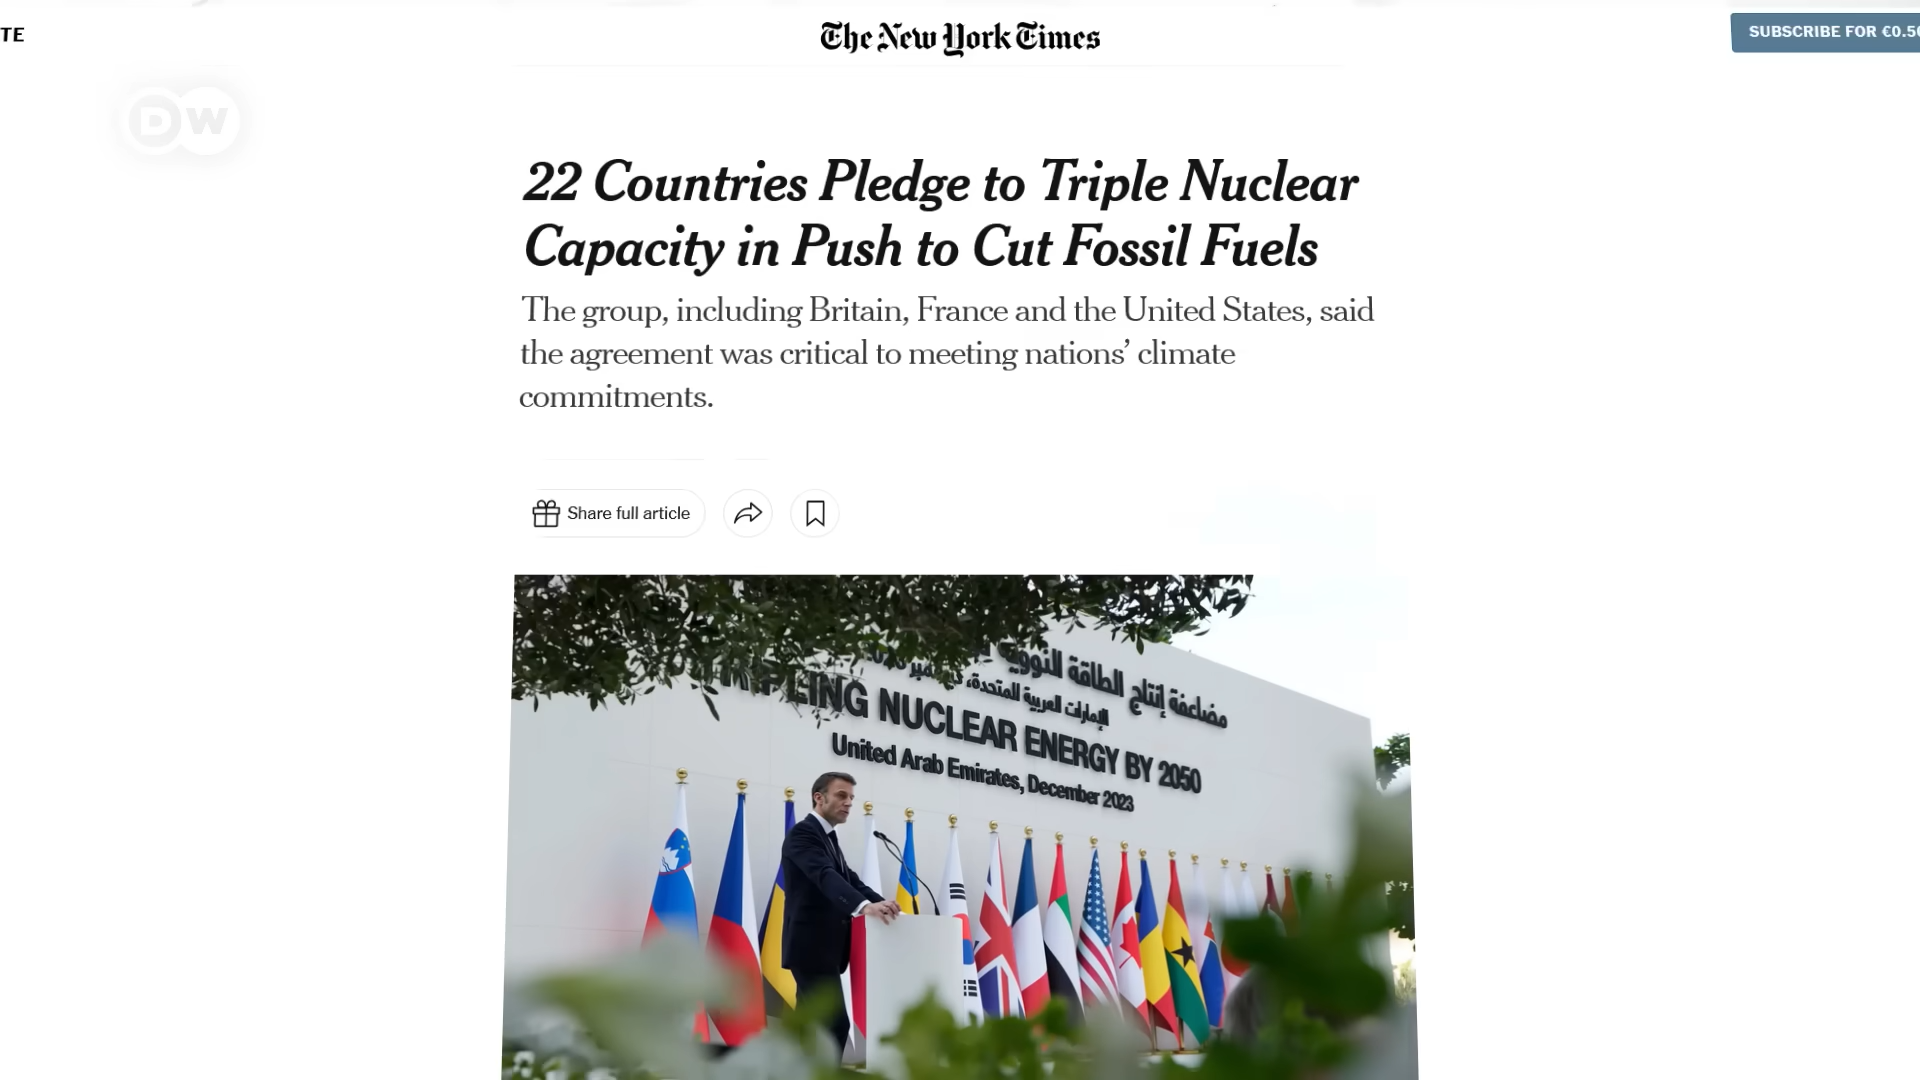 TE
The New York Times
SUBSCRIBE FOR €0.50
DW
22 Countries Pledge to Triple Nuclear
Capacity in Push to Cut Fossil Fuels
The group, including Britain, France and the United States, said
the agreement was critical to meeting nations’ climate
commitments.
Share full article
مضاعفة إنتاج الطاقة النووية
الإمارات العربية المتحدة،
NUCLEAR ENERGY BY 2050
United Arab Emirates, December 2023